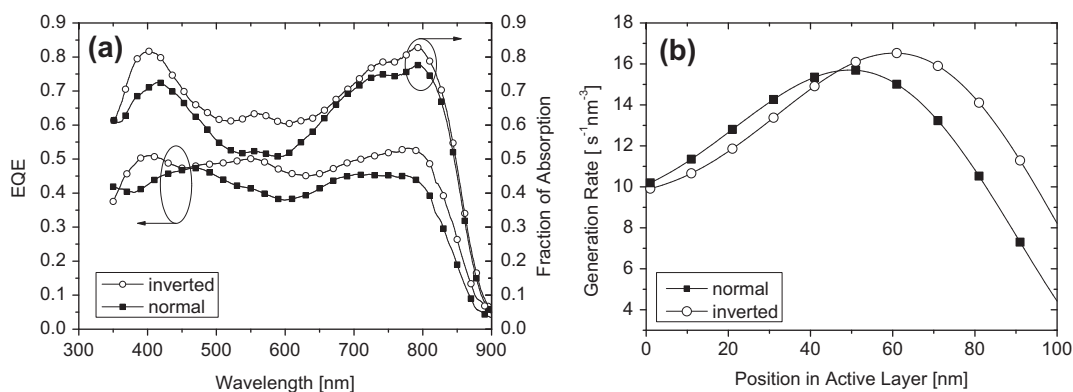 (a)
0.9
0.8
0.7
0.6
0.5
0.4
0.3
0.2
0.1
0.0
EQE
300 400 500 600 700 800 900
Wavelength [nm]
inverted
normal
0.9
0.8
0.7
0.6
0.5
0.4
0.3
0.2
0.1
0.0
Fraction of Absorption
(b)
18
16
14
12
10
8
6
4
Generation Rate [ s⁻¹nm⁻³]
0 20 40 60 80 100
Position in Active Layer [nm]
normal
inverted